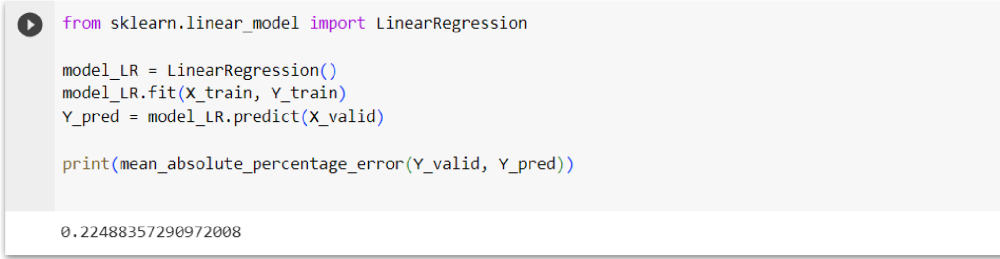 from sklearn.linear_model import LinearRegression
model_LR = LinearRegression()
model_LR.fit(X_train, Y_train)
Y_pred = model_LR.predict(X_valid)
print(mean_absolute_percentage_error(Y_valid, Y_pred))
0.22488357290972008